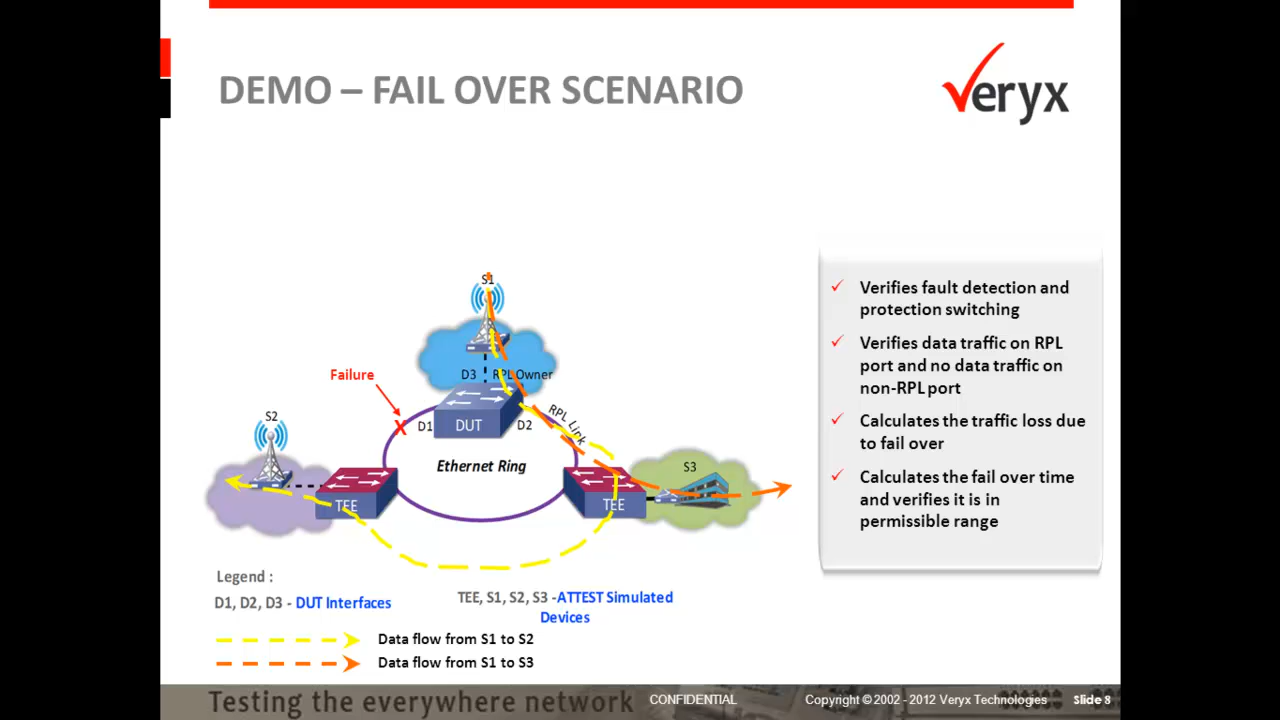 DEMO – FAIL OVER SCENARIO
Veryx
S1
D3
RPL Owner
Failure
X
D1
DUT
D2
RPL Link
S2
Ethernet Ring
S3
TEE
TEE
Verifies fault detection and
protection switching
Verifies data traffic on RPL
port and no data traffic on
non-RPL port
Calculates the traffic loss due
to fail over
Calculates the fail over time
and verifies it is in
permissible range
Legend :
D1, D2, D3 - DUT Interfaces
TEE, S1, S2, S3 -ATTEST Simulated
Devices
Data flow from S1 to S2
Data flow from S1 to S3
Testing the everywhere network
CONFIDENTIAL
Copyright © 2002 - 2012 Veryx Technologies
Slide 8